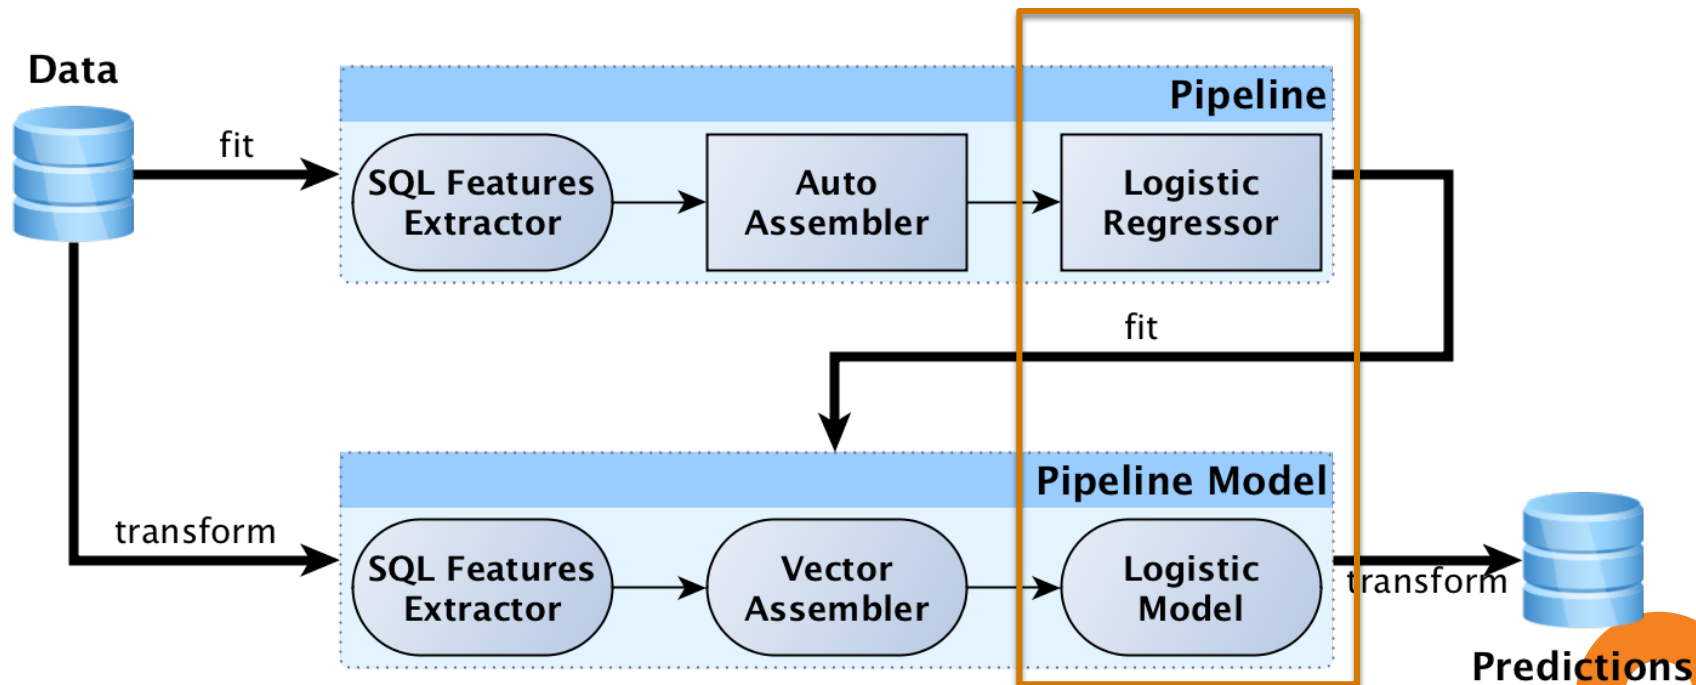 Data
Pipeline
fit
SQL Features
Extractor
Auto
Assembler
Logistic
Regressor
fit
Pipeline Model
transform
SQL Features
Extractor
Vector
Assembler
Logistic
Model
transform
Predictions